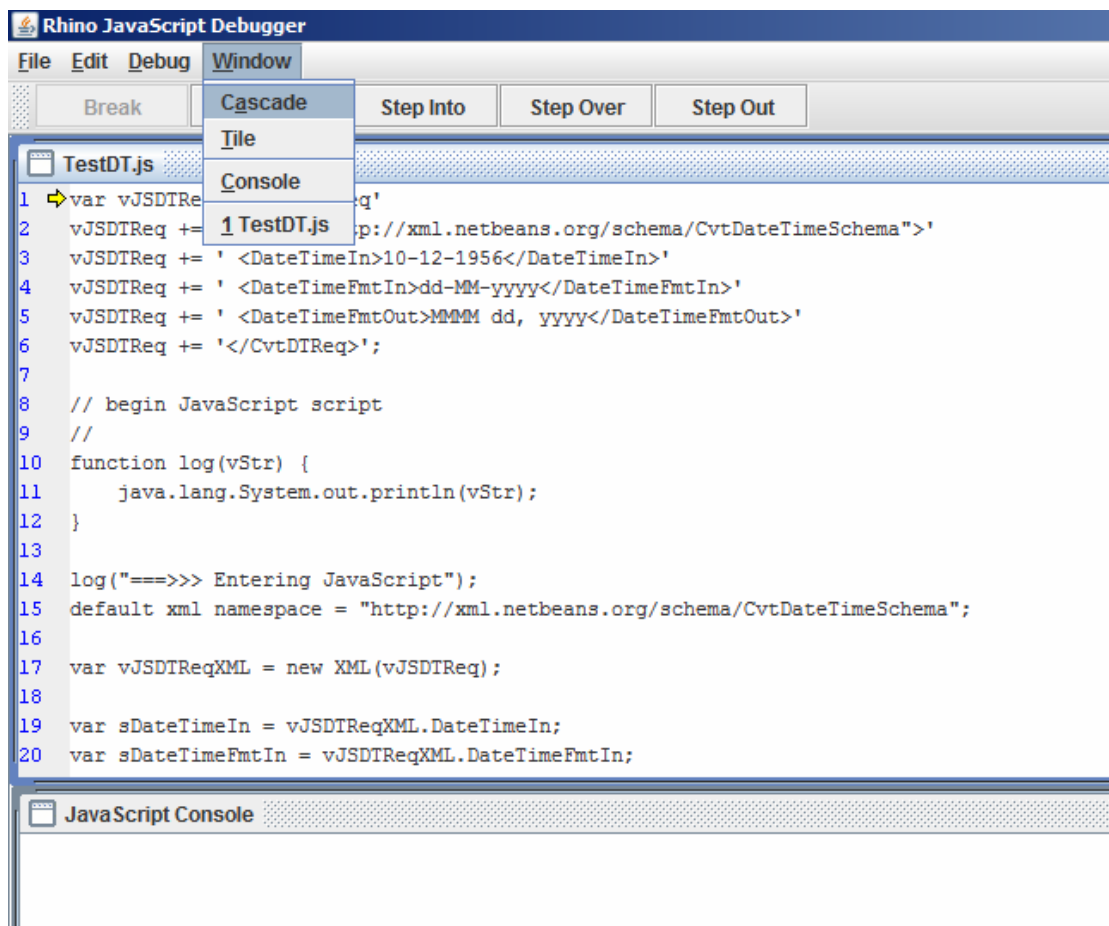 Rhino JavaScript Debugger
File Edit Debug Window
Break Step Into Step Over Step Out
Cascade
Tile
Console
1 TestDT.js
TestDT.js
1 var vJSDTRe q'
2 vJSDTReq += p://xml.netbeans.org/schema/CvtDateTimeSchema">'
3 vJSDTReq += ' <DateTimeIn>10-12-1956</DateTimeIn>'
4 vJSDTReq += ' <DateTimeFmtIn>dd-MM-yyyy</DateTimeFmtIn>'
5 vJSDTReq += ' <DateTimeFmtOut>MMMM dd, yyyy</DateTimeFmtOut>'
6 vJSDTReq += '</CvtDTReq>';
7
8 // begin JavaScript script
9 //
10 function log(vStr) {
11 java.lang.System.out.println(vStr);
12 }
13
14 log("===>>> Entering JavaScript");
15 default xml namespace = "http://xml.netbeans.org/schema/CvtDateTimeSchema";
16
17 var vJSDTReqXML = new XML(vJSDTReq);
18
19 var sDateTimeIn = vJSDTReqXML.DateTimeIn;
20 var sDateTimeFmtIn = vJSDTReqXML.DateTimeFmtIn;
JavaScript Console